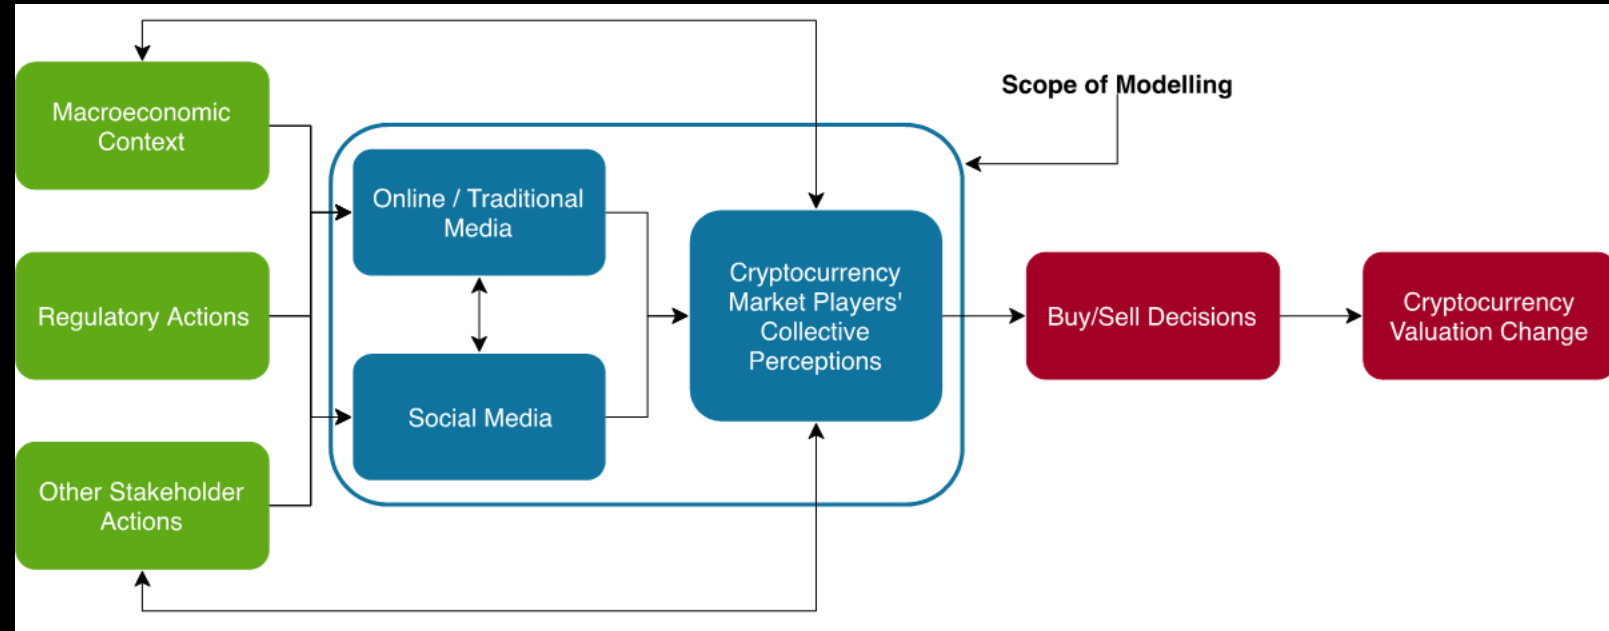 Scope of Modelling
Macroeconomic
Context
Online / Traditional
Media
Regulatory Actions
Social Media
Other Stakeholder
Actions
Cryptocurrency
Market Players'
Collective
Perceptions
Buy/Sell Decisions
Cryptocurrency
Valuation Change